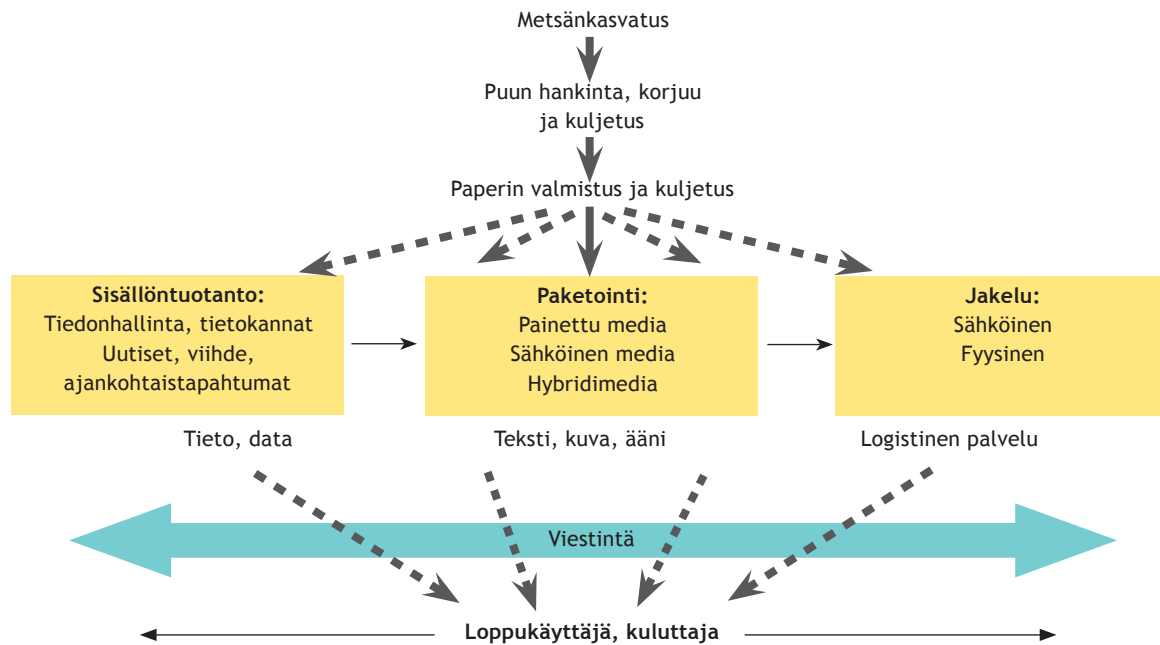 Metsänkasvatus
Puun hankinta, korjuu
ja kuljetus
Paperin valmistus ja kuljetus
Sisällöntuotanto:
Tiedonhallinta, tietokannat
Uutiset, viihde,
ajankohtaistapahtumat
Paketointi:
Painettu media
Sähköinen media
Hybridimedia
Jakelu:
Sähköinen
Fyysinen
Tieto, data
Teksti, kuva, ääni
Logistinen palvelu
Viestintä
Loppukäyttäjä, kuluttaja